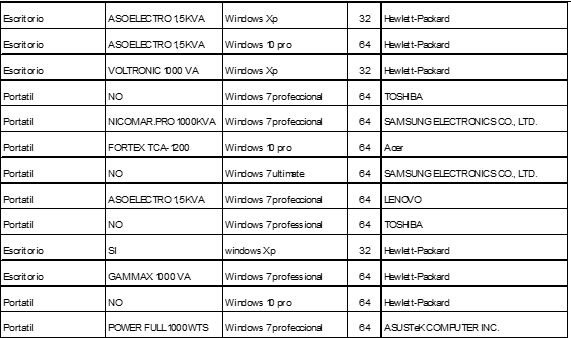 Escritorio ASOELECTRO 1,5KVA Windows Xp 32 Hewlett-Packard
Escritorio ASOELECTRO 1,5KVA Windows 10 pro 64 Hewlett-Packard
Escritorio VOLTRONIC 1000 VA Windows Xp 32 Hewlett-Packard
Portatil NO Windows 7 profeccional 64 TOSHIBA
Portatil NICOMAR.PRO 1000KVA Windows 7 profeccional 64 SAMSUNG ELECTRONICS CO., LTD.
Portatil FORTEX TCA-1200 Windows 10 pro 64 Acer
Portatil NO Windows 7 ultimate 64 SAMSUNG ELECTRONICS CO., LTD.
Portatil ASOELECTRO 1,5KVA Windows 7 profeccional 64 LENOVO
Portatil NO Windows 7 professional 64 TOSHIBA
Escritorio SI windows Xp 32 Hewlett-Packard
Escritorio GAMMAX 1000 VA Windows 7 professional 64 Hewlett-Packard
Portatil NO Windows 10 pro 64 Hewlett-Packard
Portatil POWER FULL 1000WTS Windows 7 professional 64 ASUSTeK COMPUTER INC.